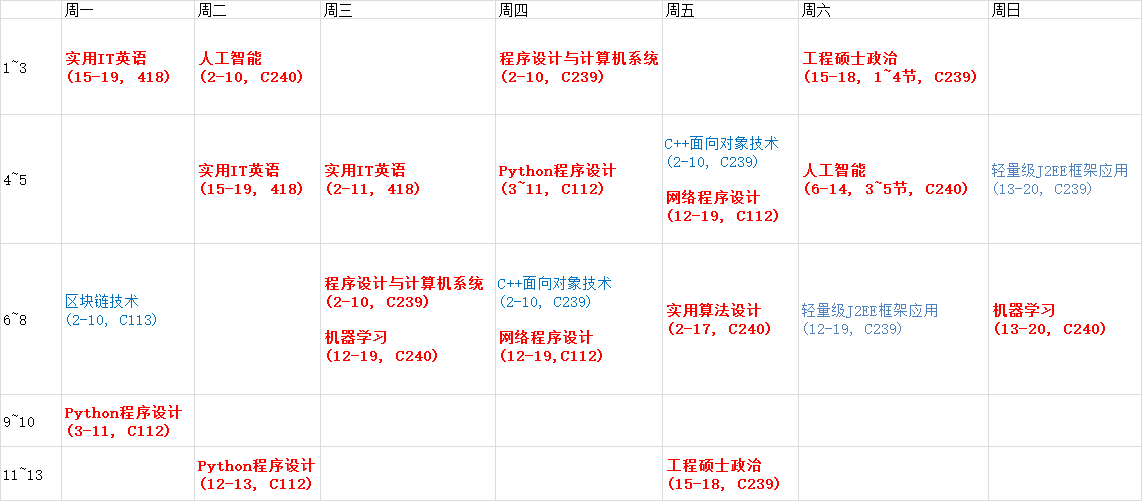 周一 周二 周三 周四 周五 周六 周日
1~3
实用IT英语
(15-19, 418)
人工智能
(2-10, C240)
程序设计与计算机系统
(2-10, C239)
工程硕士政治
(15-18, 1~4节, C239)
4~5
实用IT英语
(15-19, 418)
实用IT英语
(2-11, 418)
Python程序设计
(3~11, C112)
C++面向对象技术
(2-10, C239)
网络程序设计
(12-19, C112)
人工智能
(6-14, 3~5节, C240)
轻量级J2EE框架应用
(13-20, C239)
6~8
区块链技术
(2-10, C113)
程序设计与计算机系统
(2-10, C239)
机器学习
(12-19, C240)
C++面向对象技术
(2-10, C239)
网络程序设计
(12-19,C112)
实用算法设计
(2-17, C240)
轻量级J2EE框架应用
(12-19, C239)
机器学习
(13-20, C240)
9~10
Python程序设计
(3-11, C112)
11~13
Python程序设计
(12-13, C112)
工程硕士政治
(15-18, C239)